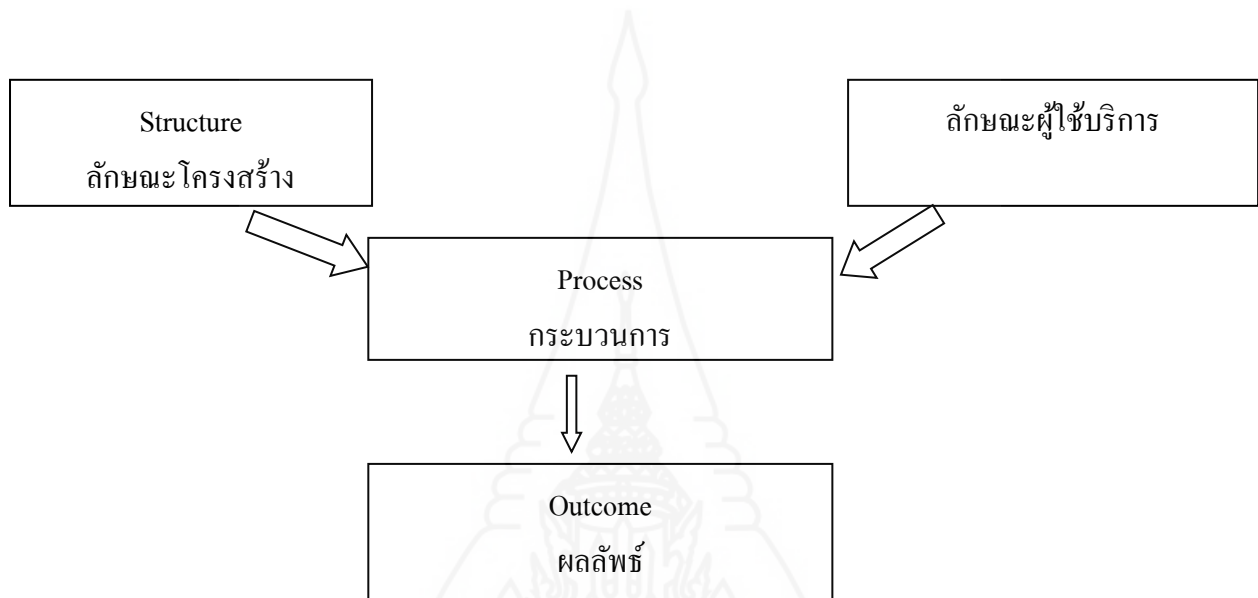 Structure
ลักษณะโครงสร้าง
ลักษณะผู้ใช้บริการ
Process
กระบวนการ
Outcome
ผลลัพธ์